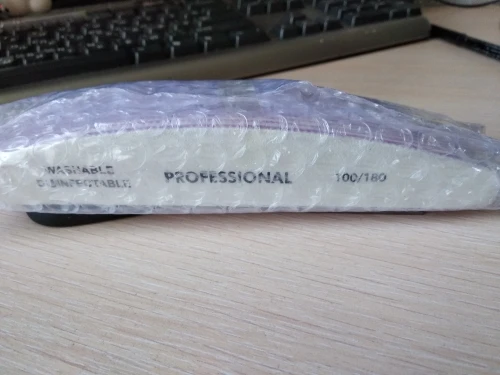 WASHABLE
DISINFECTABLE
PROFESSIONAL
100/180